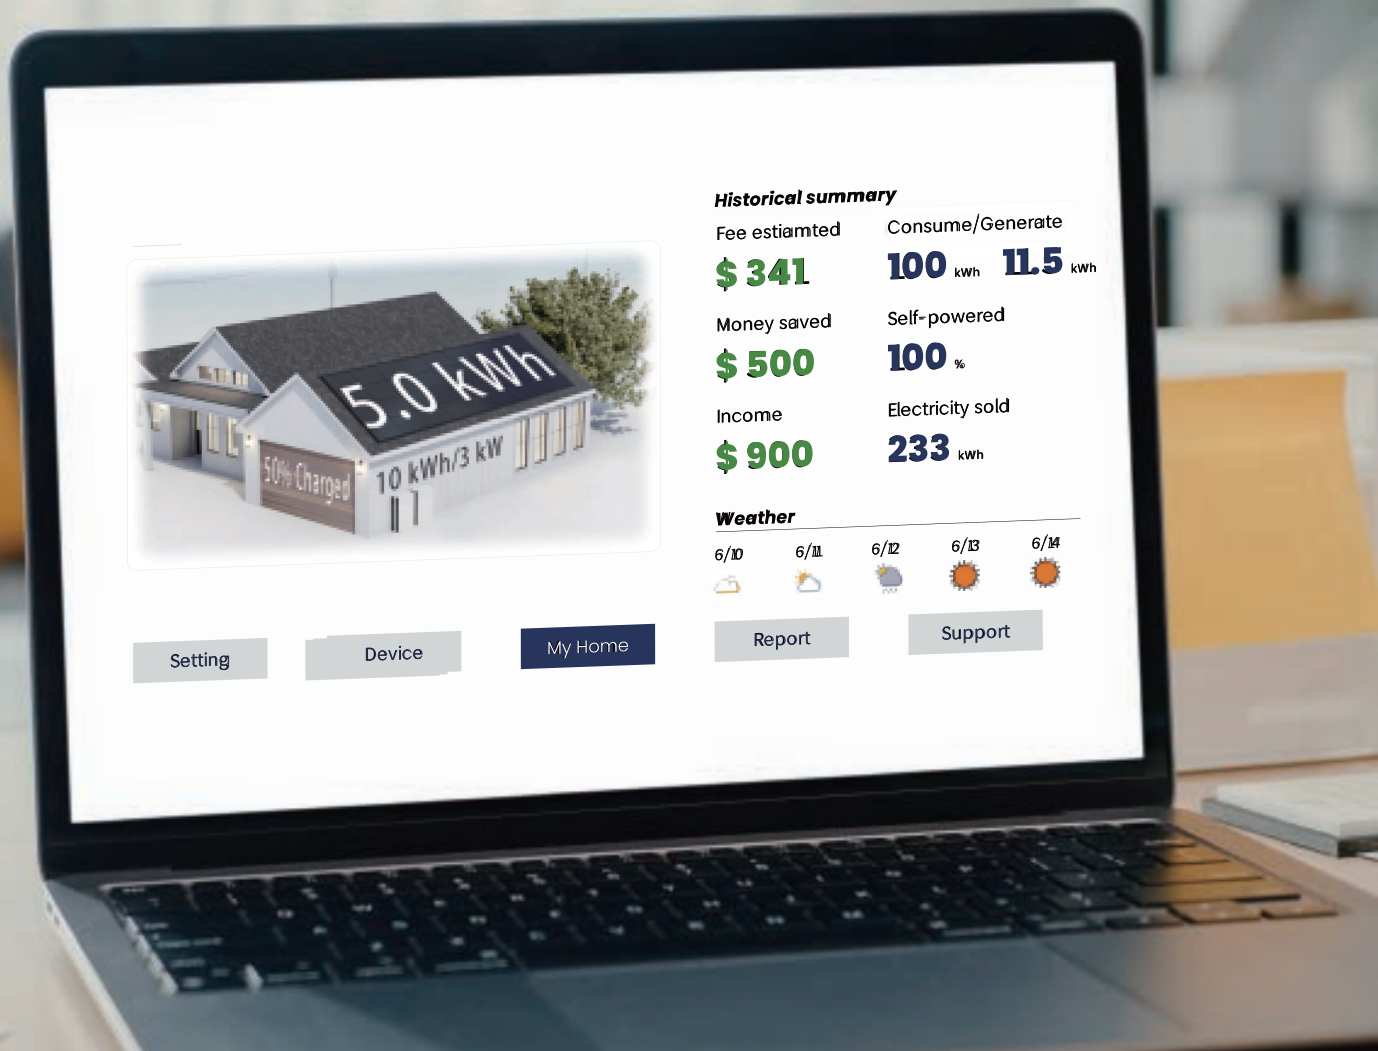 Historical summary
Fee estiamted
Consume/Generate
$ 341
100 kWh 11.5 kWh
Money saved
Self-powered
$ 500
100 %
Income
Electricity sold
$ 900
233 kWh
5.0 kWh
10 kWh/3 kW
50% Charged
Weather
6/10 6/11 6/12 6/13 6/14
Setting
Device
My Home
Report
Support